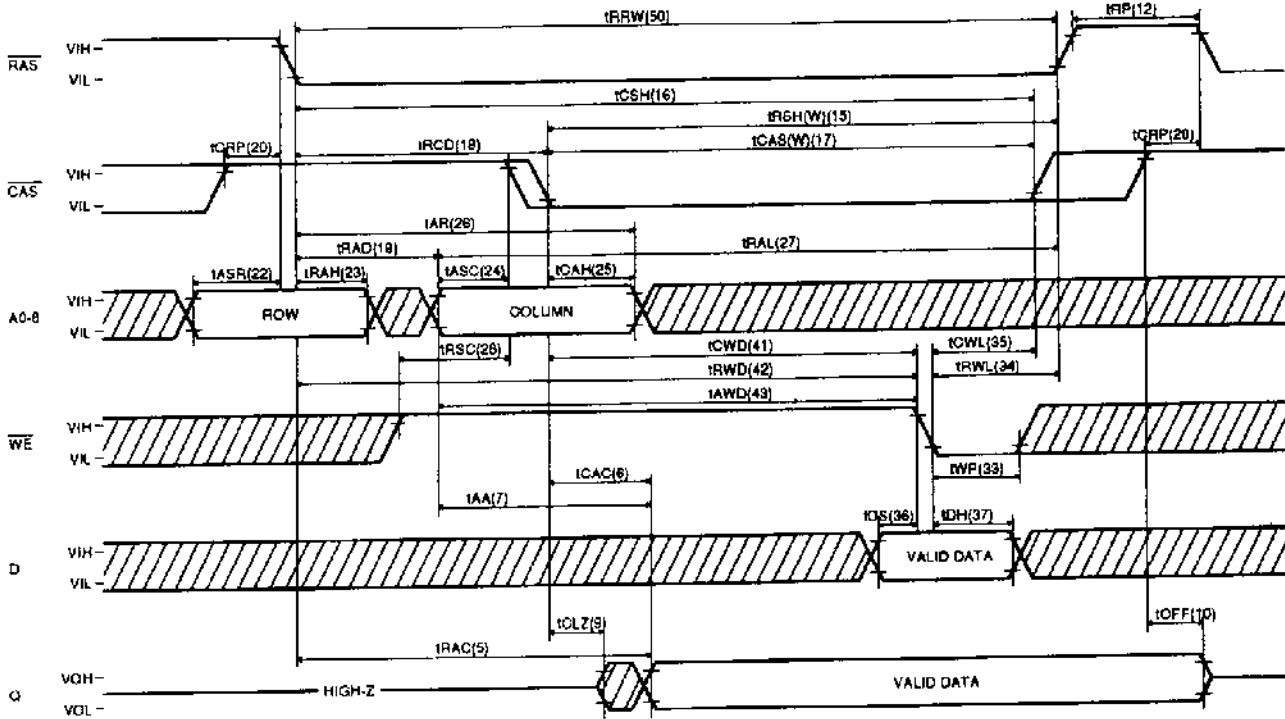 tRRW(50)
tRP(12)
RAS
VIH
VIL
tCSH(16)
tRSH(W)(15)
tCRP(20)
tRCD(18)
tCAS(W)(17)
tCRP(20)
CAS
VIH
VIL
tAR(26)
tRAD(19)
tRAL(27)
tASR(22)
tRAH(23)
tASC(24)
tCAH(25)
A0-8
VIH
VIL
ROW
COLUMN
tRSC(28)
tCWD(41)
tCWL(35)
tRWD(42)
tRWL(34)
tAWD(43)
WE
VIH
VIL
tCAC(6)
tWP(33)
tAA(7)
tDS(36)
tDH(37)
D
VIH
VIL
VALID DATA
tCLZ(9)
tOFF(10)
tRAC(5)
Q
VOH
VOL
HIGH-Z
VALID DATA